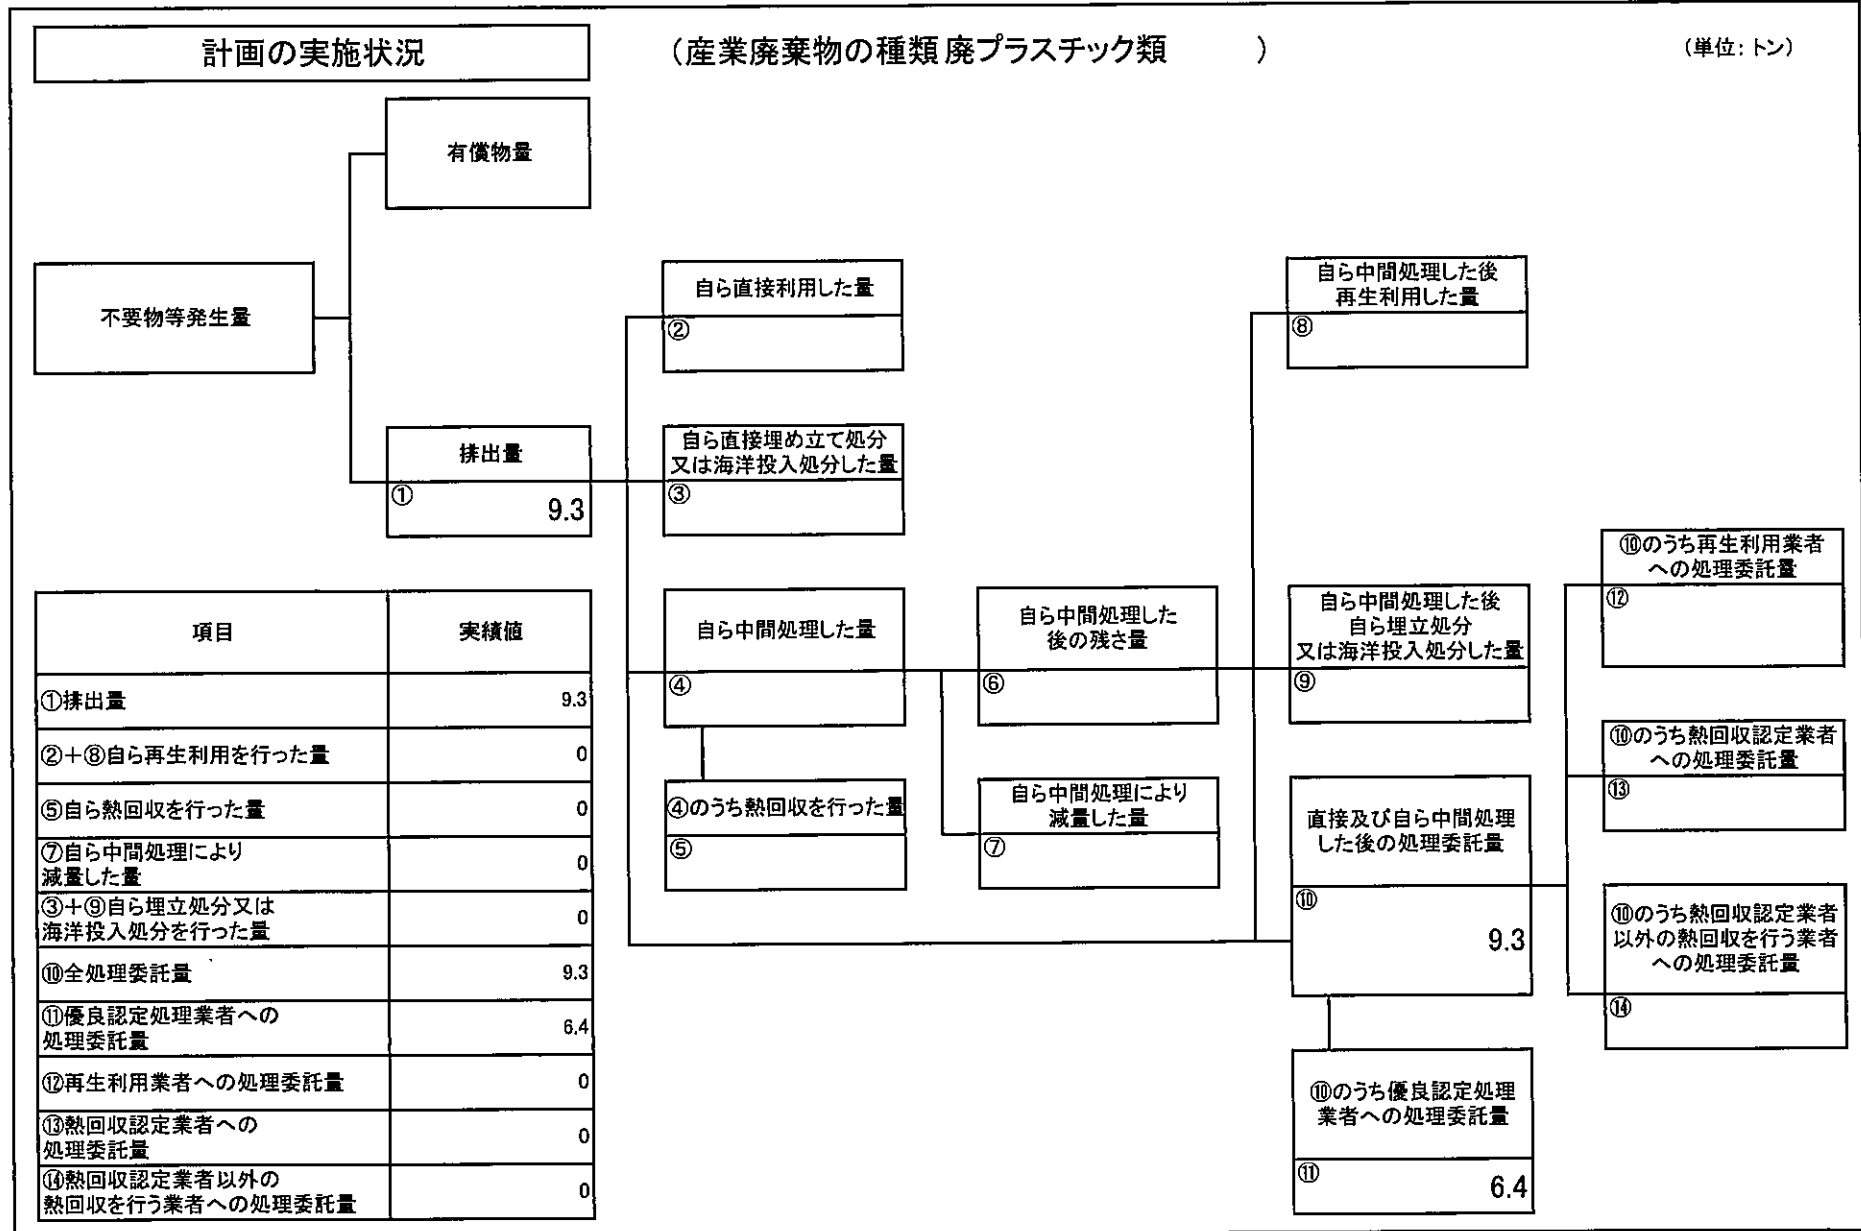 計画の実施状況
(産業廃棄物の種類 廃プラスチック類　　　)
(単位:トン)
有償物量
不要物等発生量
自ら直接利用した量
②
自ら中間処理した後
再生利用した量
⑧
排出量
① 9.3
自ら直接埋め立て処分
又は海洋投入処分した量
③
自ら中間処理した量
④
自ら中間処理した
後の残さ量
⑥
自ら中間処理した後
自ら埋立処分
又は海洋投入処分した量
⑨
⑩のうち再生利用業者
への処理委託量
⑫
④のうち熱回収を行った量
⑤
自ら中間処理により
減量した量
⑦
直接及び自ら中間処理
した後の処理委託量
⑩
9.3
⑩のうち熱回収認定業者
への処理委託量
⑬
⑩のうち熱回収認定業者
以外の熱回収を行う業者
への処理委託量
⑭
⑩のうち優良認定処理
業者への処理委託量
⑪ 6.4
項目 実績値
①排出量 9.3
②+⑧自ら再生利用を行った量 0
⑤自ら熱回収を行った量 0
⑦自ら中間処理により
減量した量 0
③+⑨自ら埋立処分又は
海洋投入処分を行った量 0
⑩全処理委託量 9.3
⑪優良認定処理業者への
処理委託量 6.4
⑫再生利用業者への処理委託量 0
⑬熱回収認定業者への
処理委託量 0
⑭熱回収認定業者以外の
熱回収を行う業者への処理委託量 0